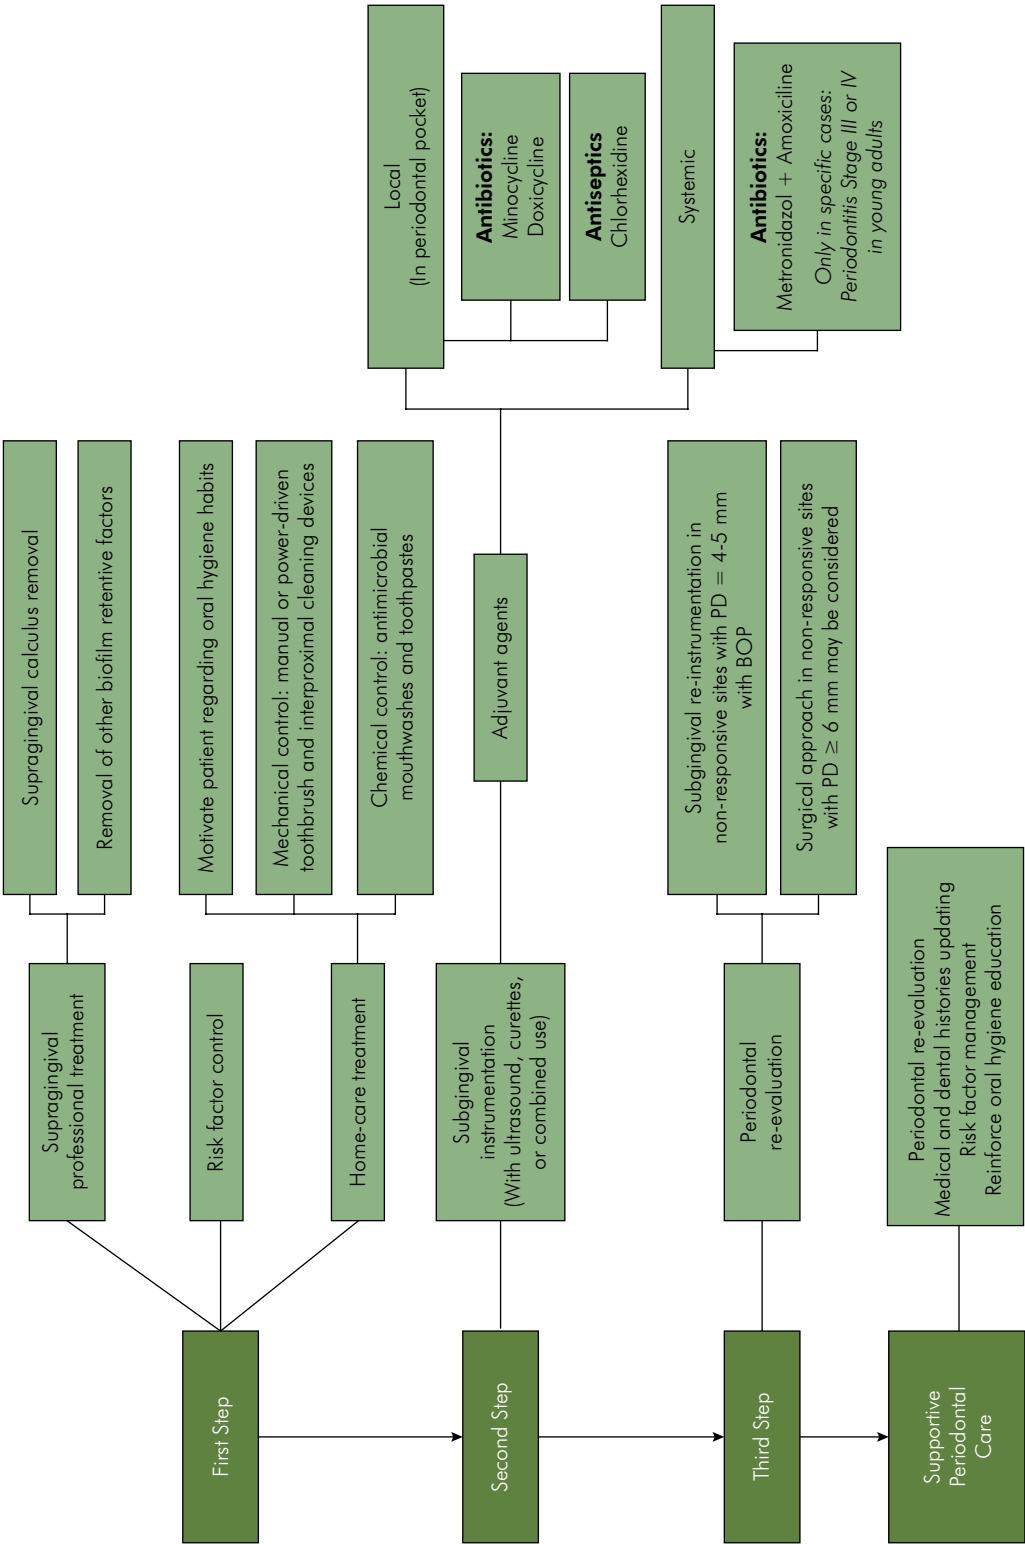 First Step
Supragingival
professional treatment
Supragingival calculus removal
Removal of other biofilm retentive factors
Risk factor control
Home-care treatment
Motivate patient regarding oral hygiene habits
Mechanical control: manual or power-driven
toothbrush and interproximal cleaning devices
Chemical control: antimicrobial
mouthwashes and toothpastes
Second Step
Subgingival
instrumentation
(With ultrasound, curettes,
or combined use)
Adjuvant agents
Local
(In periodontal pocket)
Antibiotics:
Minocycline
Doxicycline
Antiseptics
Chlorhexidine
Systemic
Antibiotics:
Metronidazol + Amoxiciline
Only in specific cases:
Periodontitis Stage III or IV
in young adults
Third Step
Periodontal
re-evaluation
Subgingival re-instrumentation in
non-responsive sites with PD = 4-5 mm
with BOP
Surgical approach in non-responsive sites
with PD ≥ 6 mm may be considered
Supportive
Periodontal
Care
Periodontal re-evaluation
Medical and dental histories updating
Risk factor management
Reinforce oral hygiene education